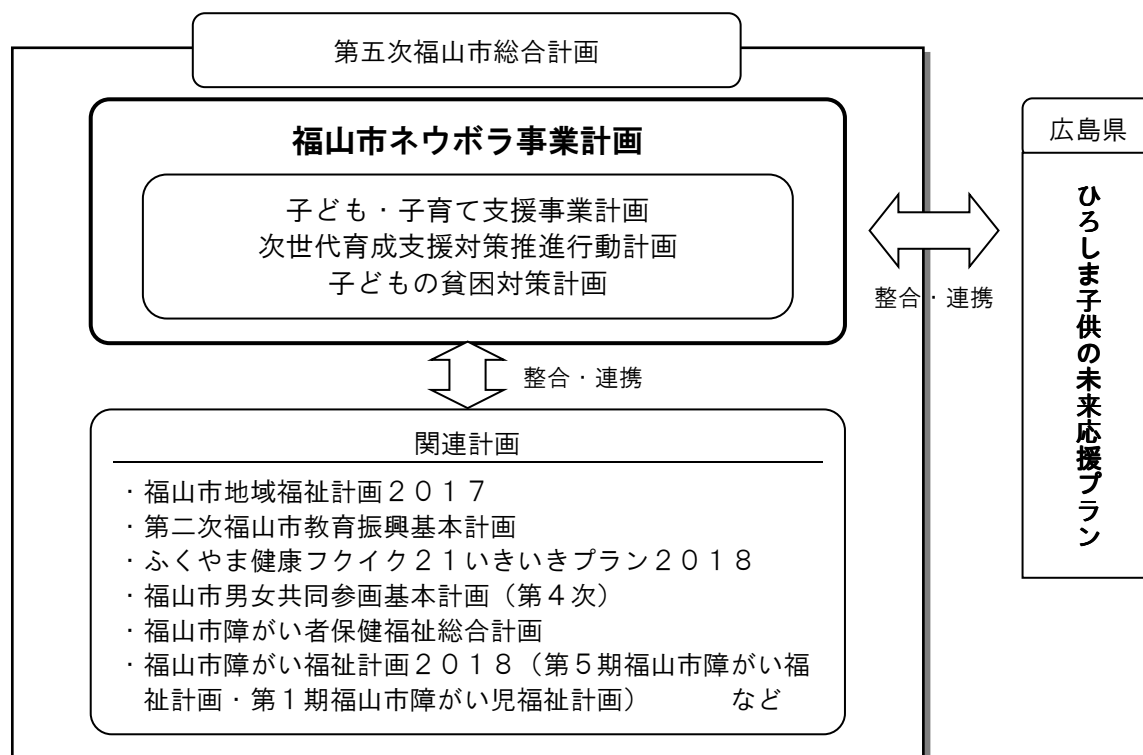 第五次福山市総合計画
福山市ネウボラ事業計画
子ども・子育て支援事業計画
次世代育成支援対策推進行動計画
子どもの貧困対策計画
整合・連携
広島県
ひろしま子供の未来応援プラン
整合・連携
関連計画
・福山市地域福祉計画２０１７
・第二次福山市教育振興基本計画
・ふくやま健康フクイク２１いきいきプラン２０１８
・福山市男女共同参画基本計画（第４次）
・福山市障がい者保健福祉総合計画
・福山市障がい福祉計画２０１８（第５期福山市障がい福
祉計画・第１期福山市障がい児福祉計画）　　　など